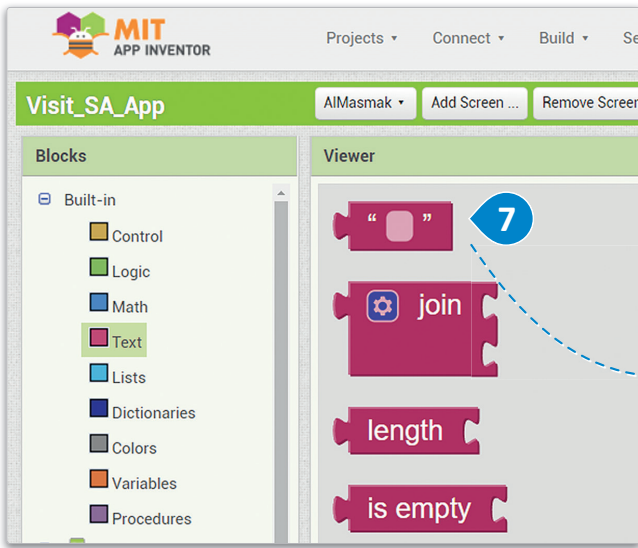 MIT
APP INVENTOR
Projects
Connect
Build
Visit_SA_App
AlMasmak
Add Screen ...
Remove Screen
Blocks
Viewer
Built-in
Control
Logic
Math
Text
Lists
Dictionaries
Colors
Variables
Procedures
“ ”
7
join
length
is empty